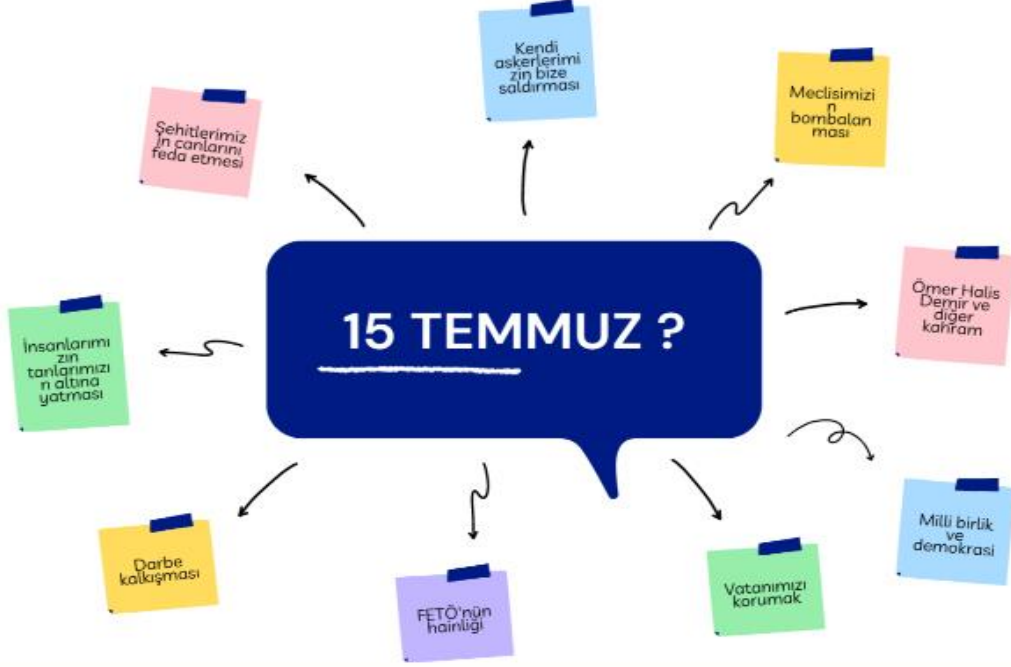 Kendi
askerlerimi
zin bize
saldırması
Meclisimizi
n
bombalan
ması
Şehitlerimiz
in canlarını
feda etmesi
15 TEMMUZ ?
Ömer Halis
Demir ve
diğer
kahram
İnsanlarımı
zın
tanlarımızı
n altına
yatması
Milli birlik
ve
demokrasi
Darbe
kalkışması
FETÖ'nün
hainliği
Vatanımızı
korumak